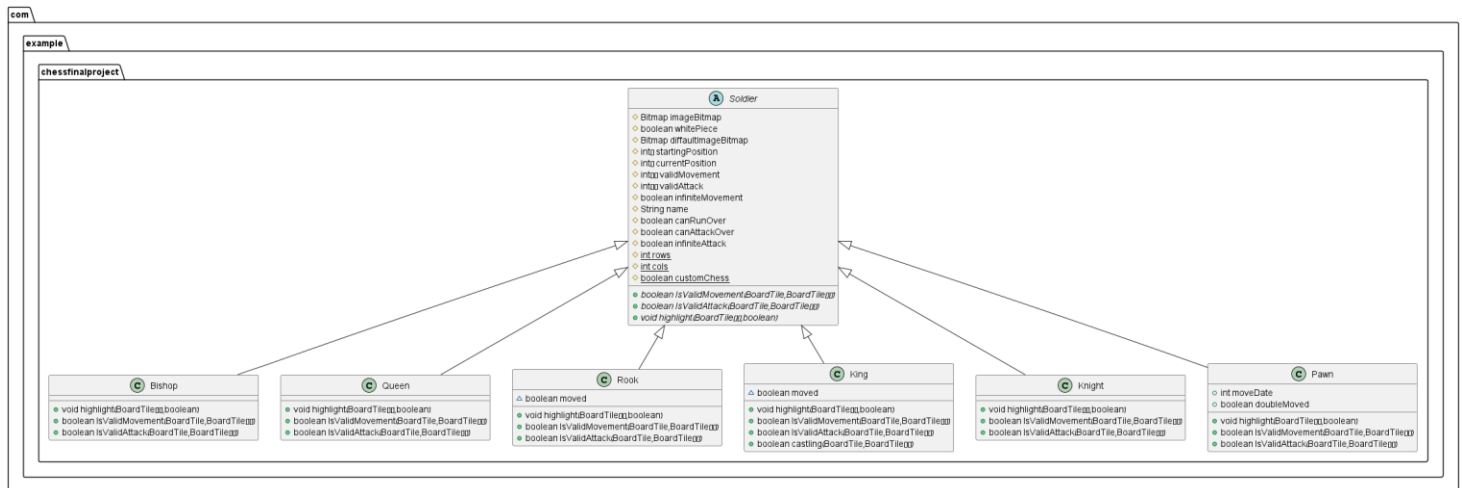 com
example
chessfinalproject
A Soldier
Bitmap imageBitmap
boolean whitePiece
Bitmap diffaultImageBitmap
int[] startingPosition
int[] currentPosition
int[][] validMovement
int[][] validAttack
boolean infiniteMovement
String name
boolean canRunOver
boolean canAttackOver
boolean infiniteAttack
int rows
int cols
boolean customChess
boolean IsValidMovement(BoardTile,BoardTile[][])
boolean IsValidAttack(BoardTile,BoardTile[][])
void highlight(BoardTile[][],boolean)
C Bishop
void highlight(BoardTile[][],boolean)
boolean IsValidMovement(BoardTile,BoardTile[][])
boolean IsValidAttack(BoardTile,BoardTile[][])
C Queen
void highlight(BoardTile[][],boolean)
boolean IsValidMovement(BoardTile,BoardTile[][])
boolean IsValidAttack(BoardTile,BoardTile[][])
C Rook
boolean moved
void highlight(BoardTile[][],boolean)
boolean IsValidMovement(BoardTile,BoardTile[][])
boolean IsValidAttack(BoardTile,BoardTile[][])
C King
boolean moved
void highlight(BoardTile[][],boolean)
boolean IsValidMovement(BoardTile,BoardTile[][])
boolean IsValidAttack(BoardTile,BoardTile[][])
boolean castling(BoardTile,BoardTile[][])
C Knight
void highlight(BoardTile[][],boolean)
boolean IsValidMovement(BoardTile,BoardTile[][])
boolean IsValidAttack(BoardTile,BoardTile[][])
C Pawn
int moveDate
boolean doubleMoved
void highlight(BoardTile[][],boolean)
boolean IsValidMovement(BoardTile,BoardTile[][])
boolean IsValidAttack(BoardTile,BoardTile[][])